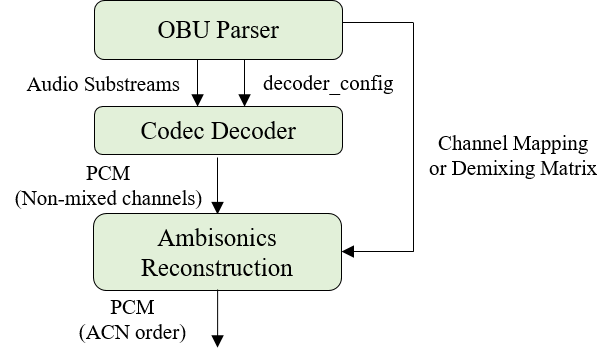 OBU Parser
Audio Substreams
decoder_config
Codec Decoder
Channel Mapping
or Demixing Matrix
PCM
(Non-mixed channels)
Ambisonics
Reconstruction
PCM
(ACN order)